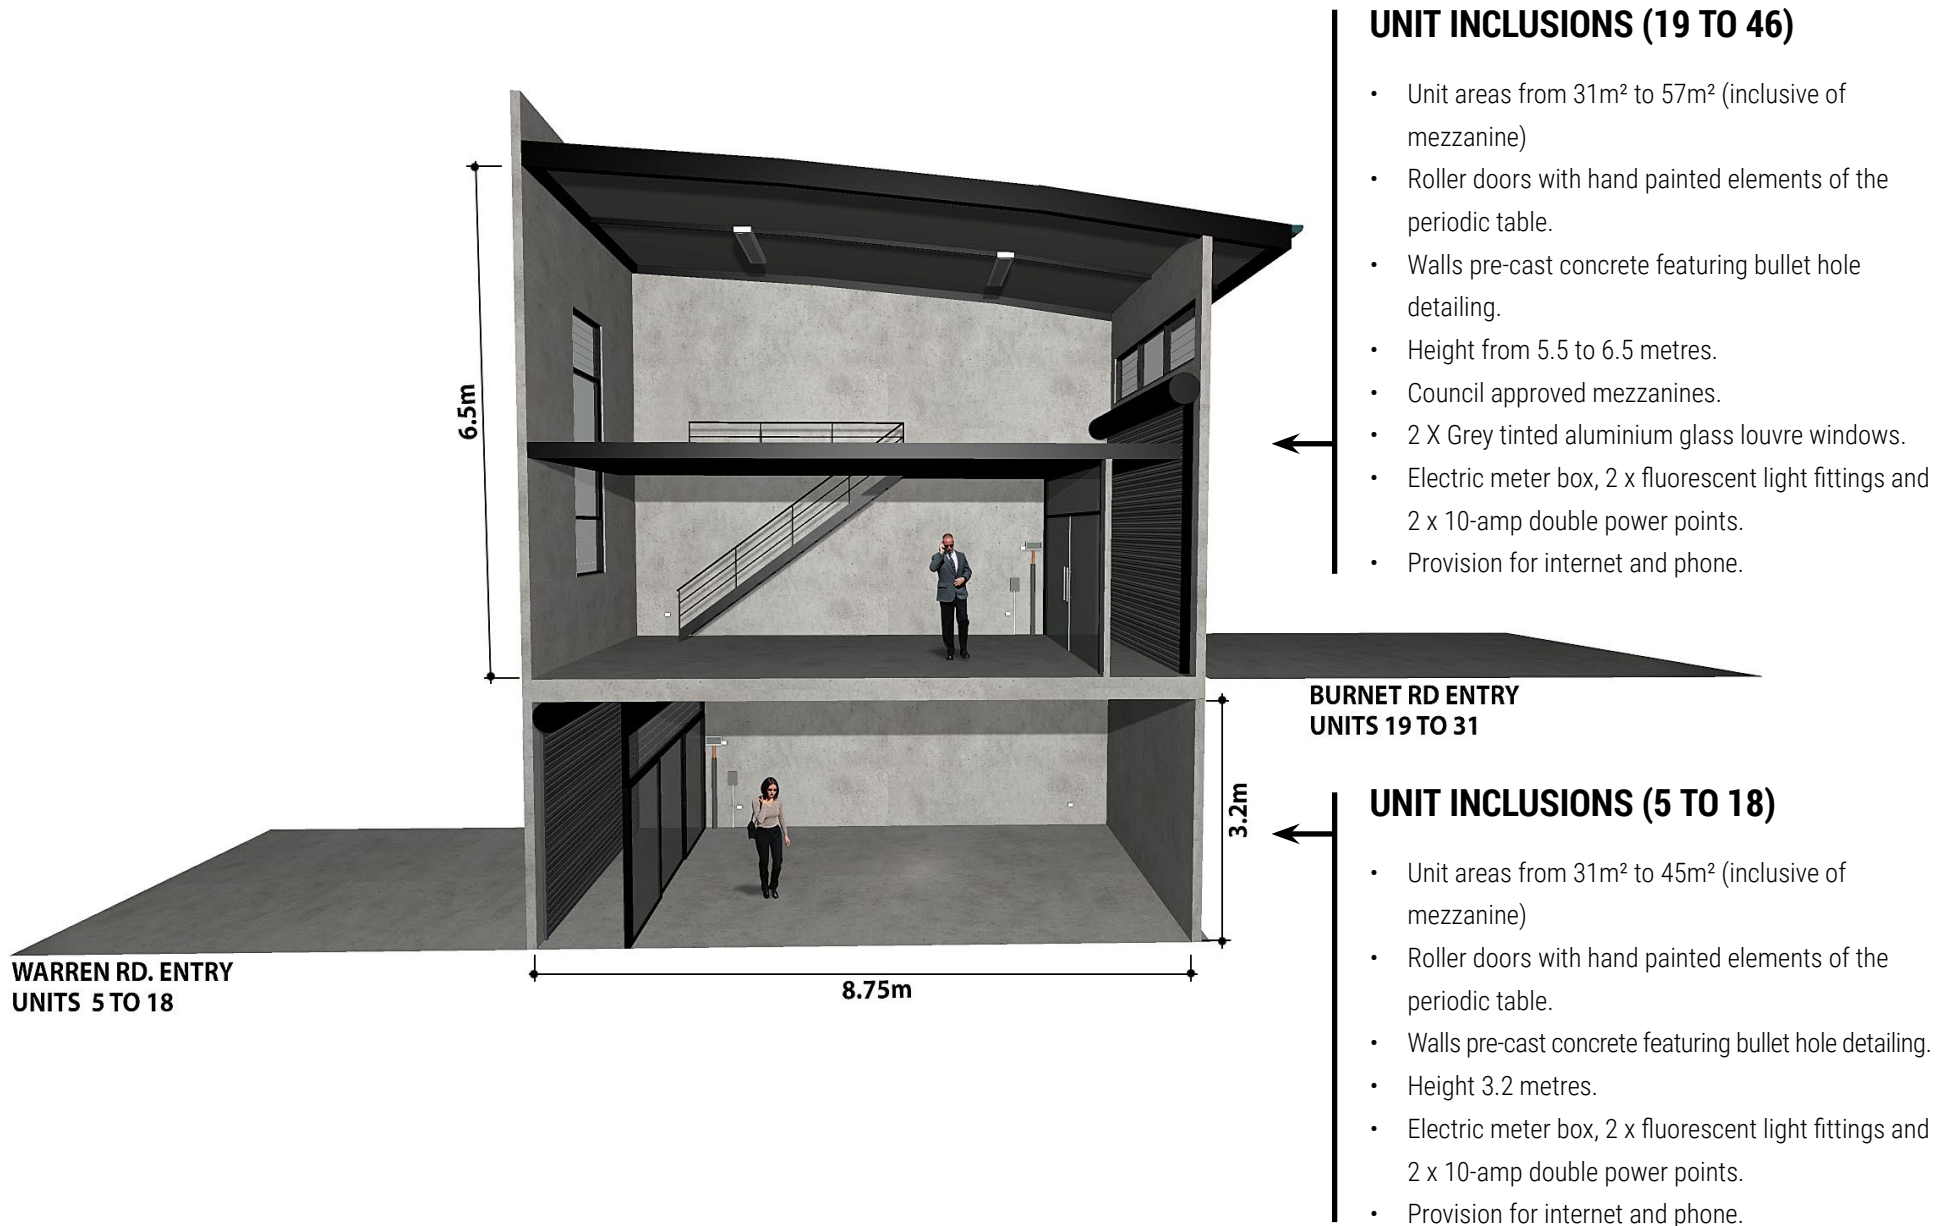 UNIT INCLUSIONS (19 TO 46)
• Unit areas from 31m² to 57m² (inclusive of
mezzanine)
• Roller doors with hand painted elements of the
periodic table.
• Walls pre-cast concrete featuring bullet hole
detailing.
• Height from 5.5 to 6.5 metres.
• Council approved mezzanines.
• 2 X Grey tinted aluminium glass louvre windows.
• Electric meter box, 2 x fluorescent light fittings and
2 x 10-amp double power points.
• Provision for internet and phone.
6.5m
BURNET RD ENTRY
UNITS 19 TO 31
3.2m
WARREN RD. ENTRY
UNITS 5 TO 18
8.75m
UNIT INCLUSIONS (5 TO 18)
• Unit areas from 31m² to 45m² (inclusive of
mezzanine)
• Roller doors with hand painted elements of the
periodic table.
• Walls pre-cast concrete featuring bullet hole detailing.
• Height 3.2 metres.
• Electric meter box, 2 x fluorescent light fittings and
2 x 10-amp double power points.
• Provision for internet and phone.